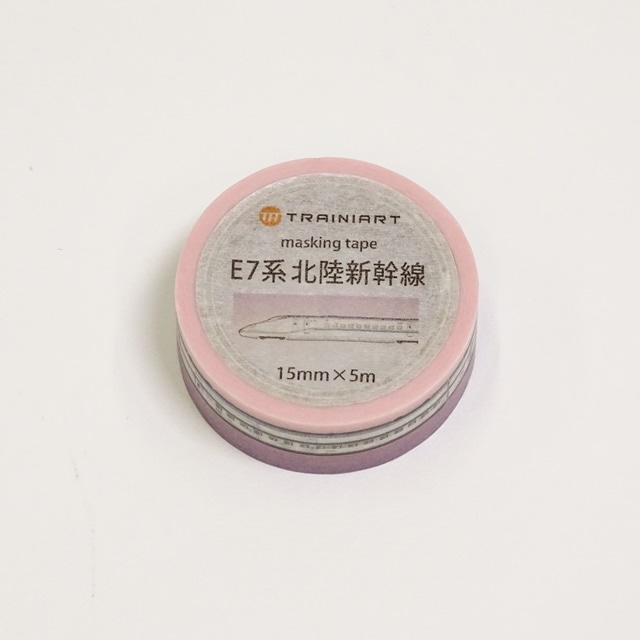 TRAINIART
masking tape
E7系 北陸新幹線
15mm×5m